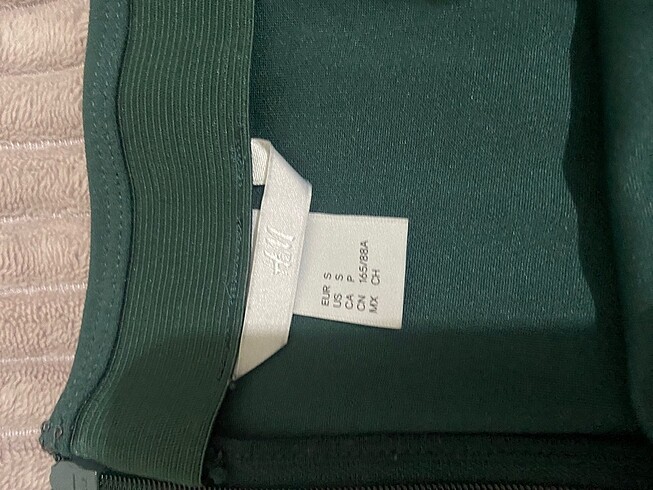 H&M
EUR S
US S
CA P
CN 165/88A
MX CH